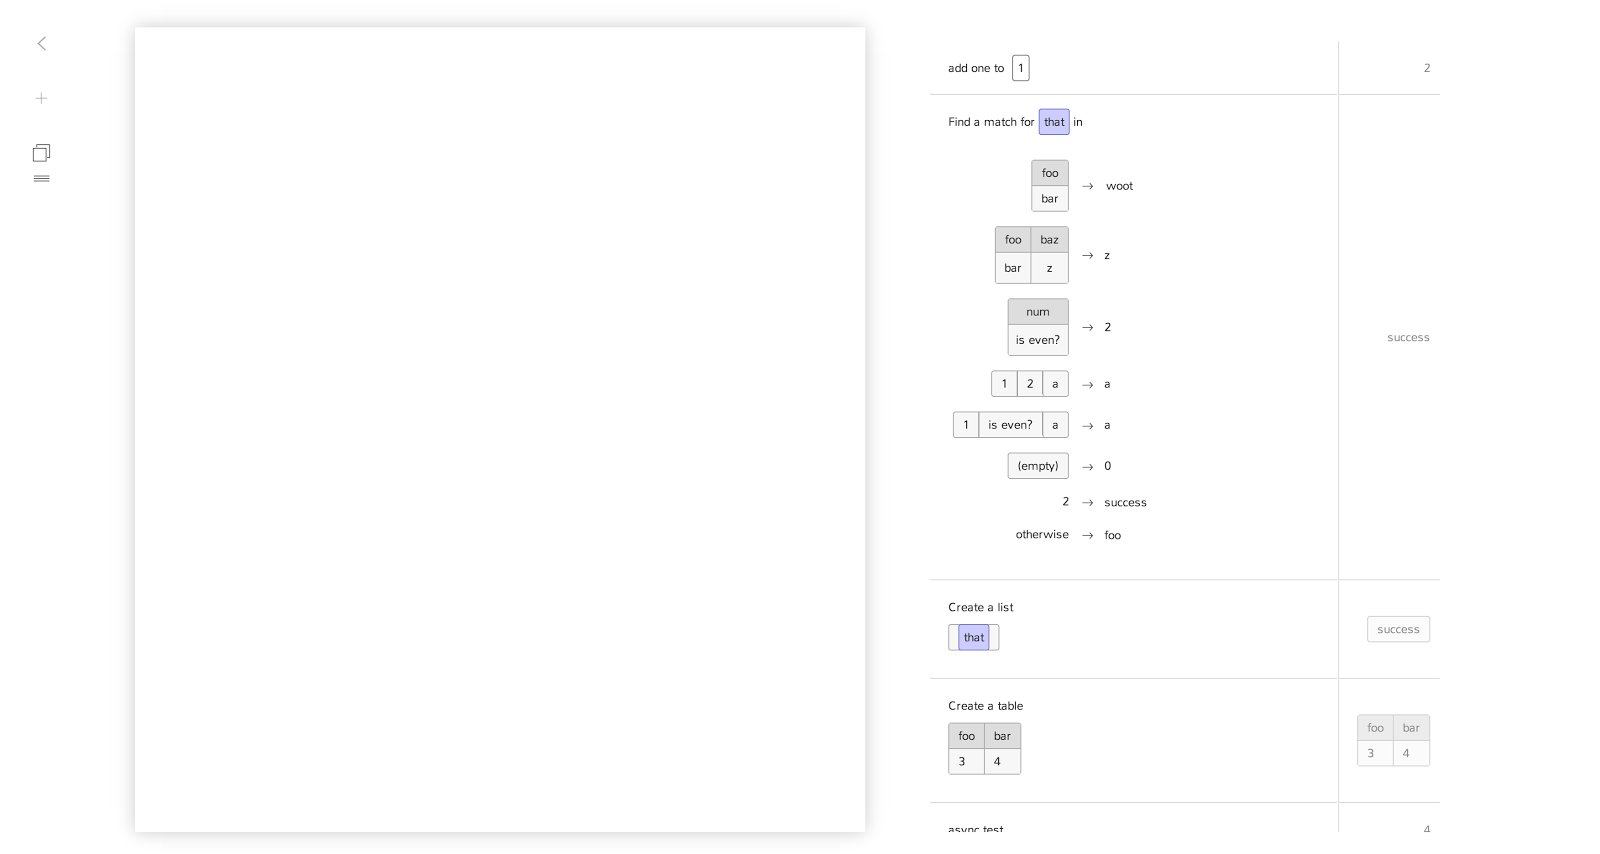 add one to 1 2
Find a match for that in
foo
bar → woot
foo baz
bar z → z
num
is even? → 2
success
1 2 a → a
1 is even? a → a
(empty) → 0
2 → success
otherwise → foo
Create a list
that success
Create a table
foo bar foo bar
3 4 3 4
async test 4